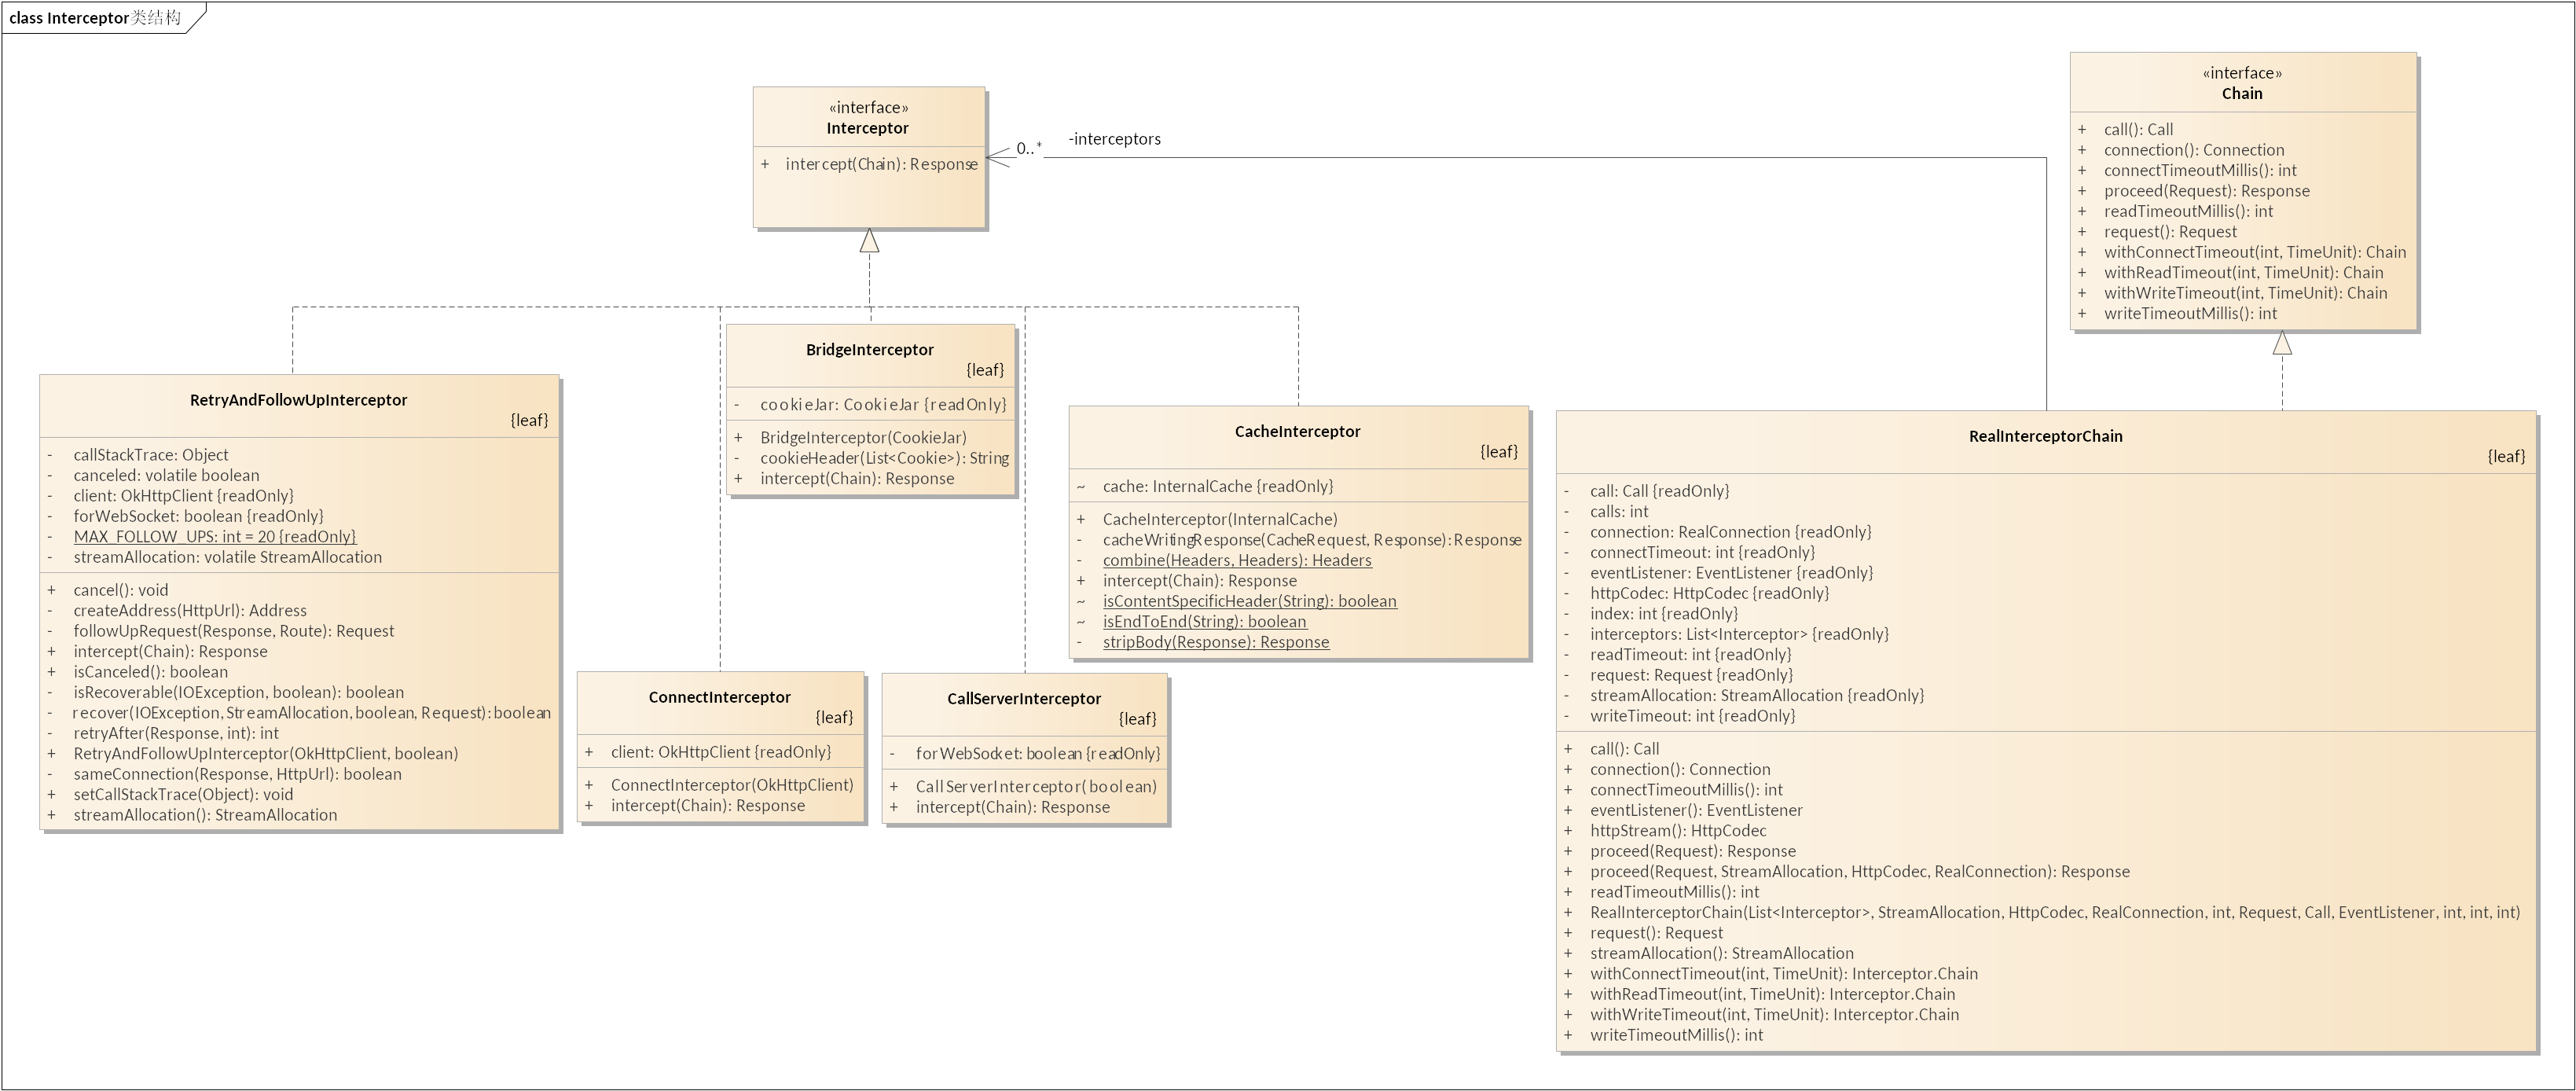 class Interceptor类结构
«interface»
Interceptor
+ intercept(Chain): Response
0..*
-interceptors
«interface»
Chain
+ call(): Call
+ connection(): Connection
+ connectTimeoutMillis(): int
+ proceed(Request): Response
+ readTimeoutMillis(): int
+ request(): Request
+ withConnectTimeout(int, TimeUnit): Chain
+ withReadTimeout(int, TimeUnit): Chain
+ withWriteTimeout(int, TimeUnit): Chain
+ writeTimeoutMillis(): int
RetryAndFollowUpInterceptor
{leaf}
- callStackTrace: Object
- canceled: volatile boolean
- client: OkHttpClient {readOnly}
- forWebSocket: boolean {readOnly}
- MAX_FOLLOW_UPS: int = 20 {readOnly}
- streamAllocation: volatile StreamAllocation
+ cancel(): void
- createAddress(HttpUrl): Address
- followUpRequest(Response, Route): Request
+ intercept(Chain): Response
+ isCanceled(): boolean
- isRecoverable(IOException, boolean): boolean
- recover(IOException, StreamAllocation, boolean, Request): boolean
- retryAfter(Response, int): int
+ RetryAndFollowUpInterceptor(OkHttpClient, boolean)
- sameConnection(Response, HttpUrl): boolean
+ setCallStackTrace(Object): void
+ streamAllocation(): StreamAllocation
BridgeInterceptor
{leaf}
- cookieJar: CookieJar {readOnly}
+ BridgeInterceptor(CookieJar)
- cookieHeader(List<Cookie>): String
+ intercept(Chain): Response
ConnectInterceptor
{leaf}
+ client: OkHttpClient {readOnly}
+ ConnectInterceptor(OkHttpClient)
+ intercept(Chain): Response
CallServerInterceptor
{leaf}
- forWebSocket: boolean {readOnly}
+ CallServerInterceptor(boolean)
+ intercept(Chain): Response
CacheInterceptor
{leaf}
~ cache: InternalCache {readOnly}
+ CacheInterceptor(InternalCache)
- cacheWritingResponse(CacheRequest, Response): Response
- combine(Headers, Headers): Headers
+ intercept(Chain): Response
~ isContentSpecificHeader(String): boolean
~ isEndToEnd(String): boolean
- stripBody(Response): Response
RealInterceptorChain
{leaf}
- call: Call {readOnly}
- calls: int
- connection: RealConnection {readOnly}
- connectTimeout: int {readOnly}
- eventListener: EventListener {readOnly}
- httpCodec: HttpCodec {readOnly}
- index: int {readOnly}
- interceptors: List<Interceptor> {readOnly}
- readTimeout: int {readOnly}
- request: Request {readOnly}
- streamAllocation: StreamAllocation {readOnly}
- writeTimeout: int {readOnly}
+ call(): Call
+ connection(): Connection
+ connectTimeoutMillis(): int
+ eventListener(): EventListener
+ httpStream(): HttpCodec
+ proceed(Request): Response
+ proceed(Request, StreamAllocation, HttpCodec, RealConnection): Response
+ readTimeoutMillis(): int
+ RealInterceptorChain(List<Interceptor>, StreamAllocation, HttpCodec, RealConnection, int, Request, Call, EventListener, int, int, int)
+ request(): Request
+ streamAllocation(): StreamAllocation
+ withConnectTimeout(int, TimeUnit): Interceptor.Chain
+ withReadTimeout(int, TimeUnit): Interceptor.Chain
+ withWriteTimeout(int, TimeUnit): Interceptor.Chain
+ writeTimeoutMillis(): int